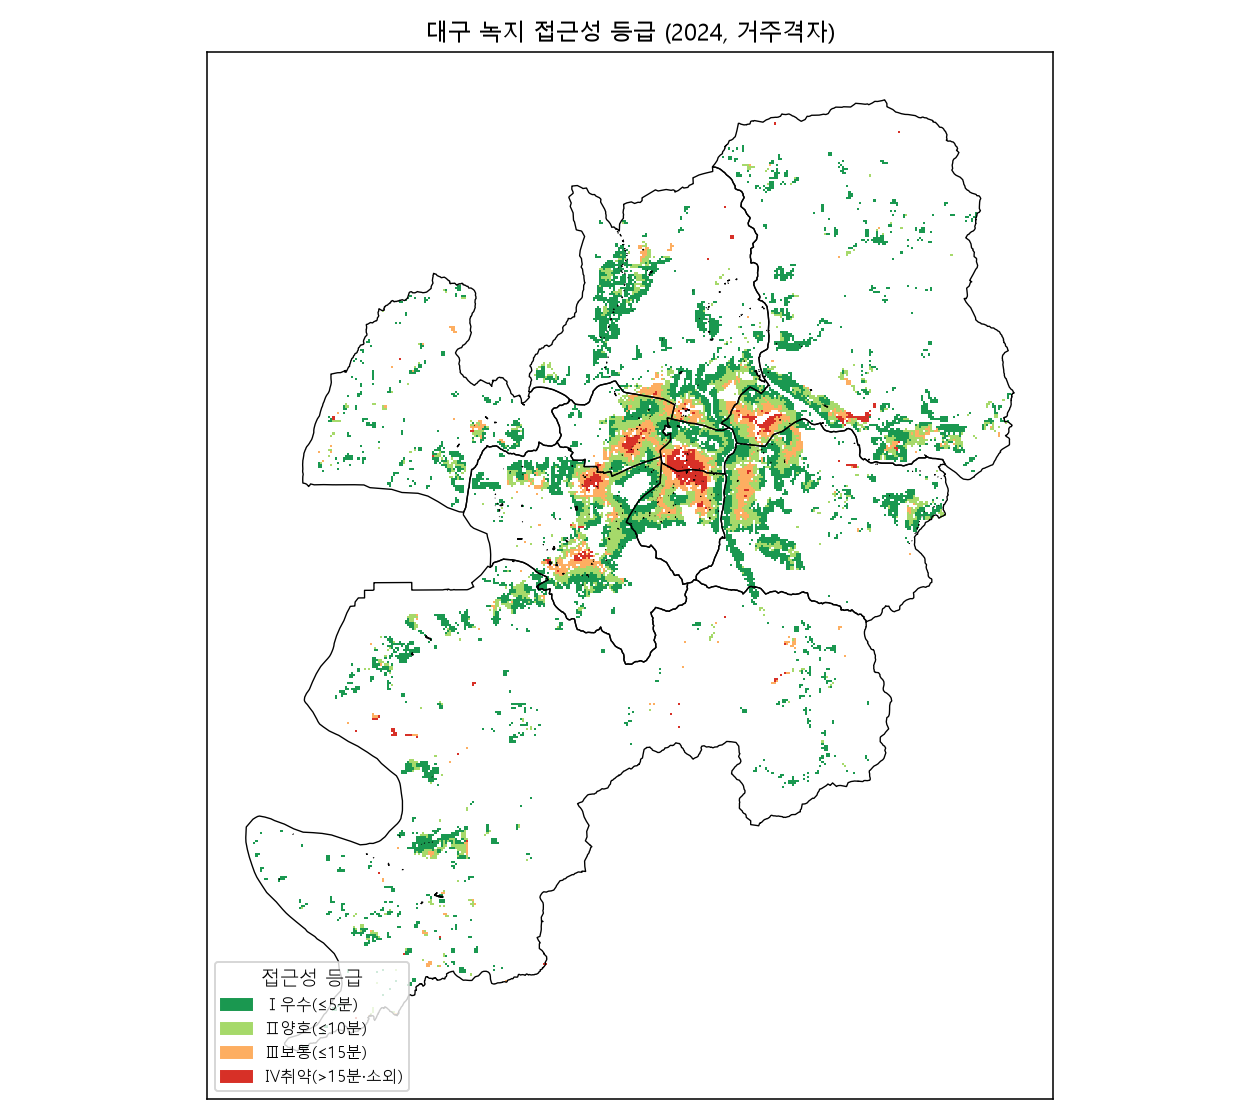 대구 녹지 접근성 등급 (2024, 거주격자)
접근성 등급
Ⅰ우수(≤5분)
Ⅱ양호(≤10분)
Ⅲ보통(≤15분)
Ⅳ취약(>15분·소외)